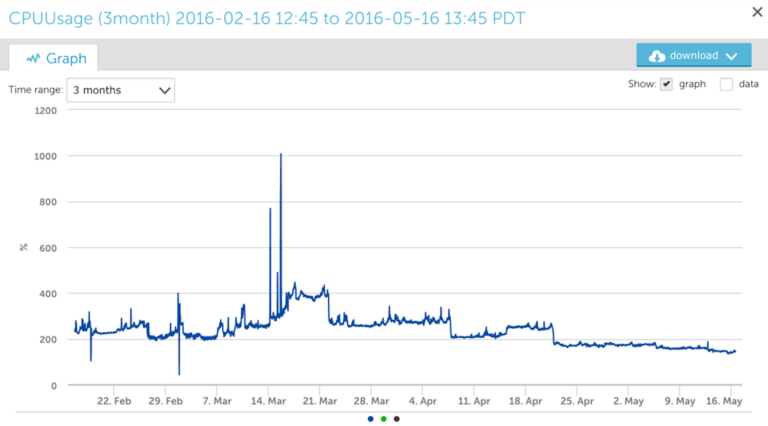 CPUUsage (3month) 2016-02-16 12:45 to 2016-05-16 13:45 PDT
Graph
download
Time range: 3 months
Show: graph data
1200
1000
800
600
400
200
0
%
22. Feb 29. Feb 7. Mar 14. Mar 21. Mar 28. Mar 4. Apr 11. Apr 18. Apr 25. Apr 2. May 9. May 16. May